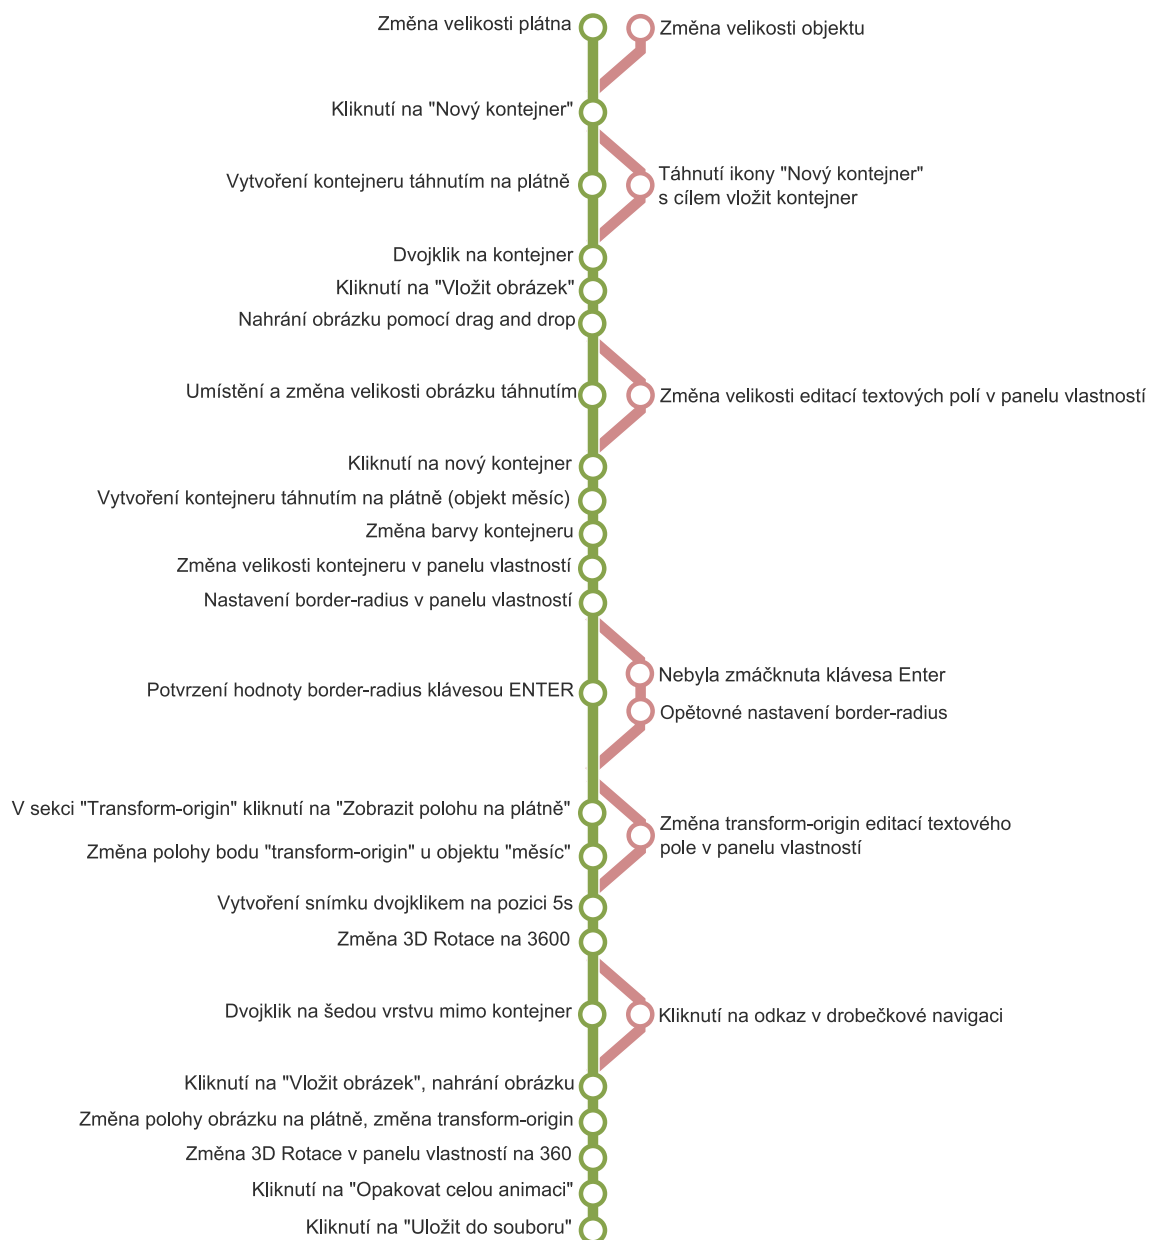 Změna velikosti plátna
Změna velikosti objektu
Kliknutí na "Nový kontejner"
Vytvoření kontejneru táhnutím na plátně
Táhnutí ikony "Nový kontejner"
s cílem vložit kontejner
Dvojklik na kontejner
Kliknutí na "Vložit obrázek"
Nahrání obrázku pomocí drag and drop
Umístění a změna velikosti obrázku táhnutím
Změna velikosti editací textových polí v panelu vlastností
Kliknutí na nový kontejner
Vytvoření kontejneru táhnutím na plátně (objekt měsíc)
Změna barvy kontejneru
Změna velikosti kontejneru v panelu vlastností
Nastavení border-radius v panelu vlastností
Nebyla zmáčknuta klávesa Enter
Potvrzení hodnoty border-radius klávesou ENTER
Opětovné nastavení border-radius
V sekci "Transform-origin" kliknutí na "Zobrazit polohu na plátně"
Změna transform-origin editací textového
pole v panelu vlastností
Změna polohy bodu "transform-origin" u objektu "měsíc"
Vytvoření snímku dvojklikem na pozici 5s
Změna 3D Rotace na 3600
Dvojklik na šedou vrstvu mimo kontejner
Kliknutí na odkaz v drobečkové navigaci
Kliknutí na "Vložit obrázek", nahrání obrázku
Změna polohy obrázku na plátně, změna transform-origin
Změna 3D Rotace v panelu vlastností na 360
Kliknutí na "Opakovat celou animaci"
Kliknutí na "Uložit do souboru"